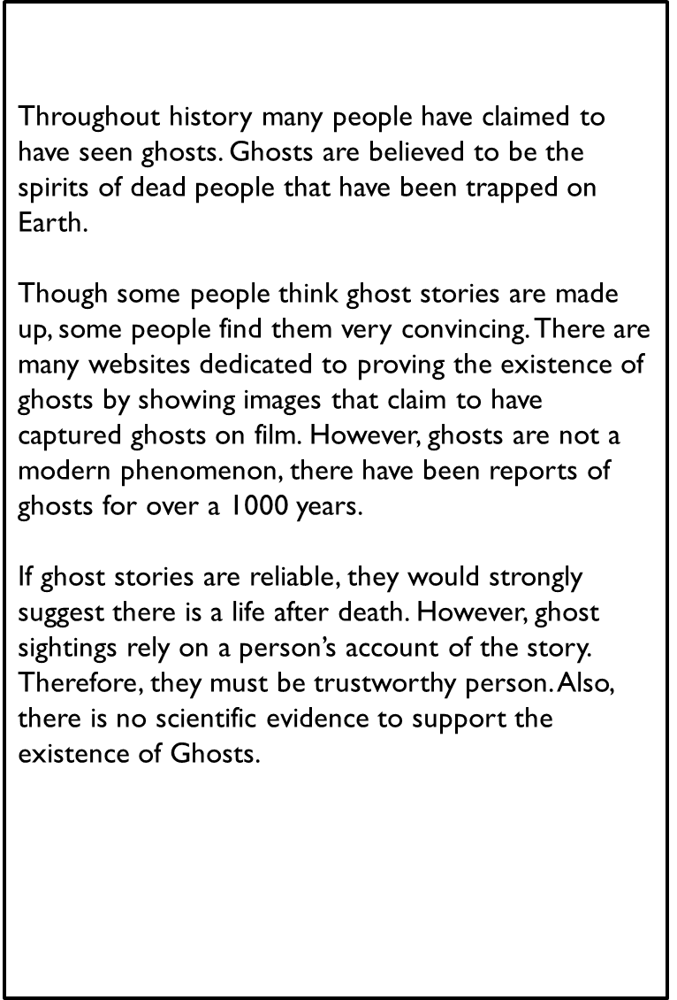 Throughout history many people have claimed to
have seen ghosts. Ghosts are believed to be the
spirits of dead people that have been trapped on
Earth.
Though some people think ghost stories are made
up, some people find them very convincing. There are
many websites dedicated to proving the existence of
ghosts by showing images that claim to have
captured ghosts on film. However, ghosts are not a
modern phenomenon, there have been reports of
ghosts for over a 1000 years.
If ghost stories are reliable, they would strongly
suggest there is a life after death. However, ghost
sightings rely on a person’s account of the story.
Therefore, they must be trustworthy person. Also,
there is no scientific evidence to support the
existence of Ghosts.